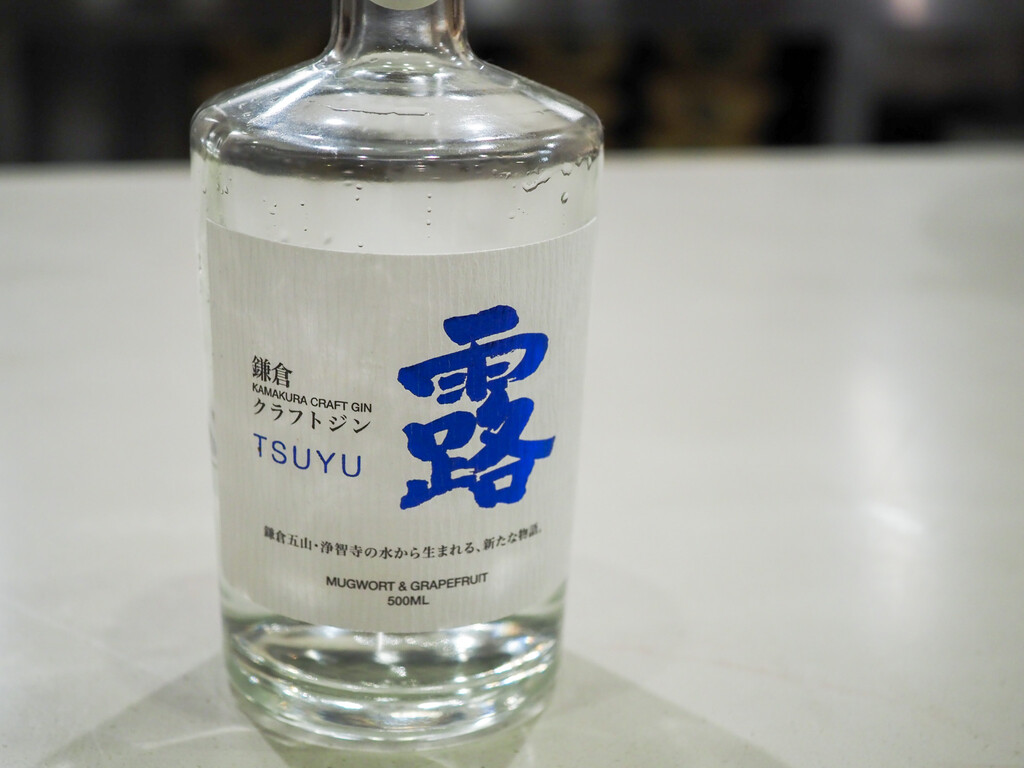 鎌倉
KAMAKURA CRAFT GIN
クラフトジン
TSUYU
露
鎌倉五山・浄智寺の水から生まれる、新たな物語。
MUGWORT & GRAPEFRUIT
500ML